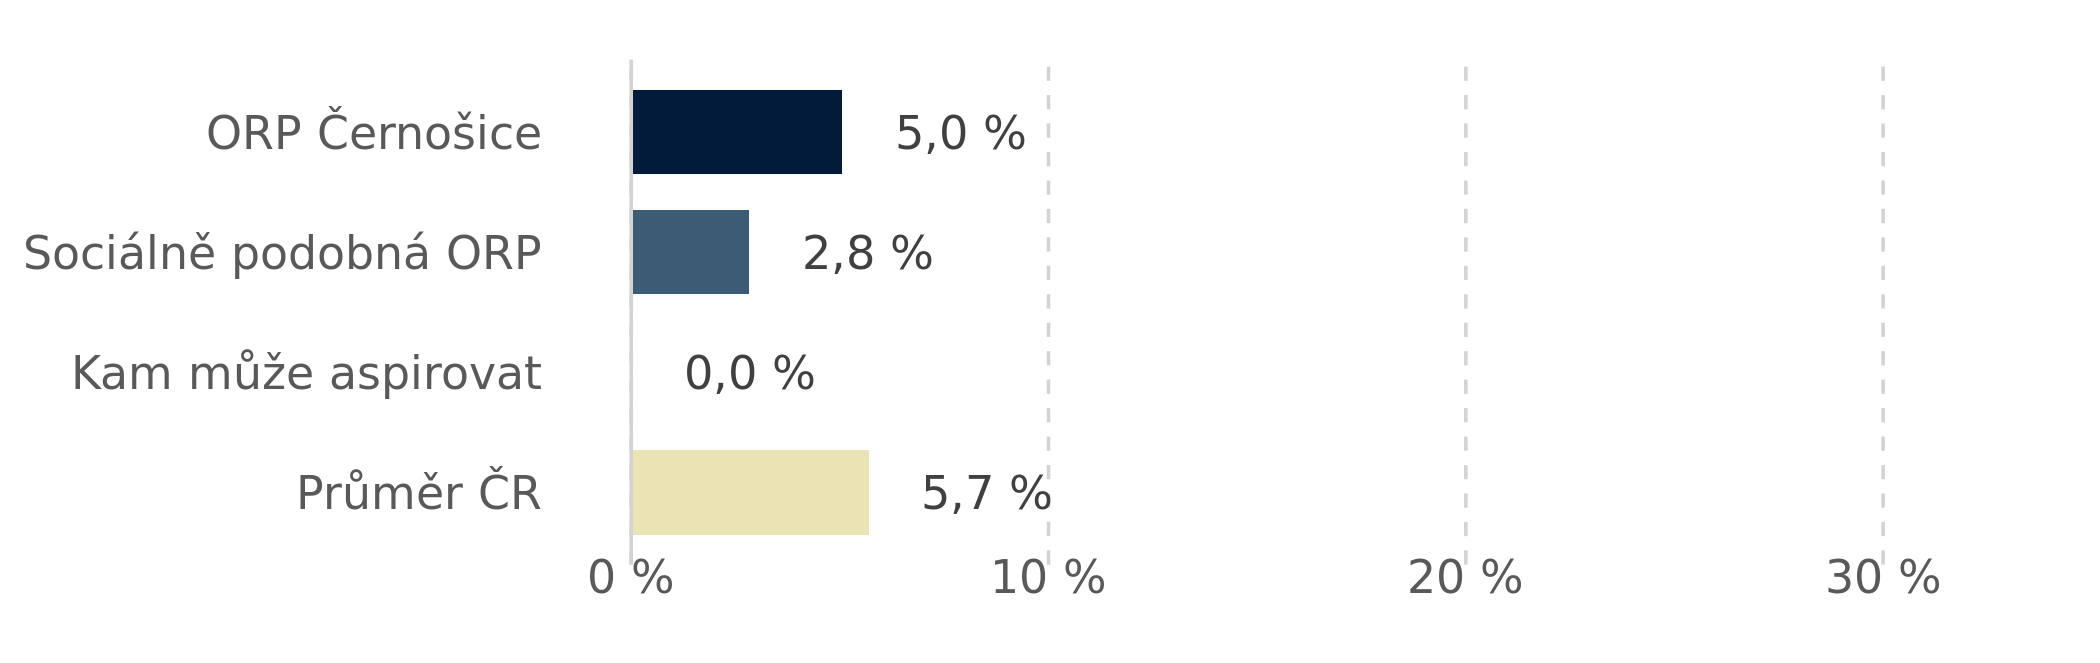 ORP Černošice 5,0 %
Sociálně podobná ORP 2,8 %
Kam může aspirovat 0,0 %
Průměr ČR 5,7 %
0 % 10 % 20 % 30 %